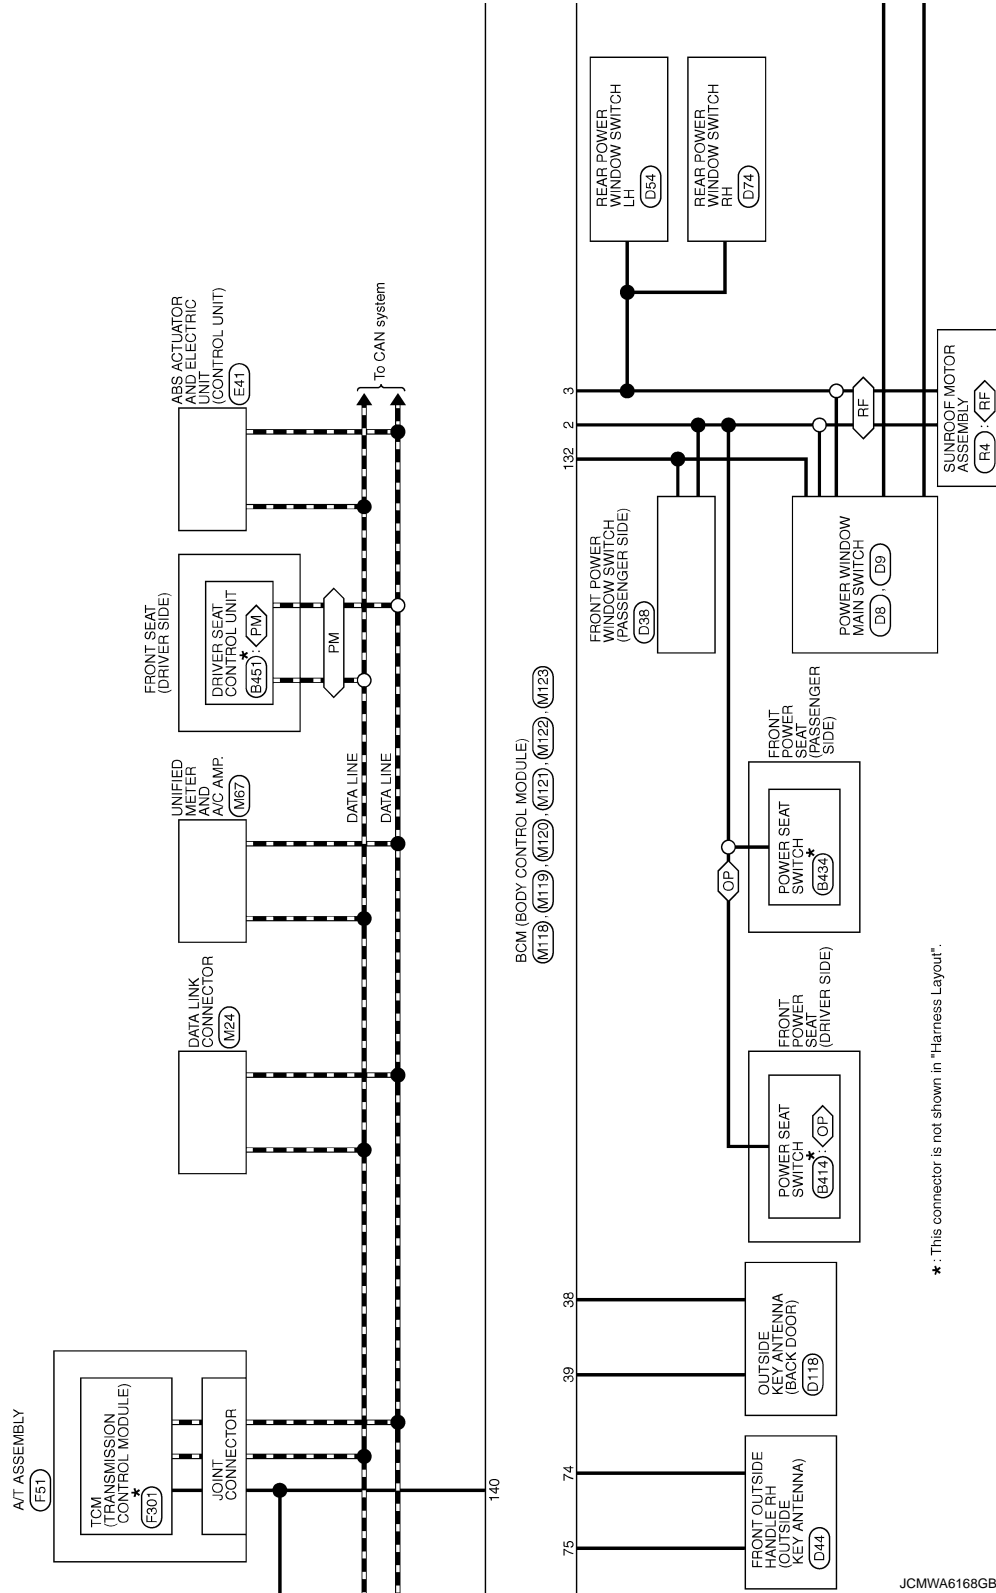 A/T ASSEMBLY
F51
TCM
(TRANSMISSION
CONTROL MODULE)
*
F301
JOINT
CONNECTOR
DATA LINK
CONNECTOR
M24
UNIFIED
METER
AND
A/C AMP.
M67
FRONT SEAT
(DRIVER SIDE)
DRIVER SEAT
CONTROL UNIT
*
B451 : PM
PM
ABS ACTUATOR
AND ELECTRIC
UNIT
(CONTROL UNIT)
E41
DATA LINE
DATA LINE
To CAN system
140
BCM (BODY CONTROL MODULE)
M118 , M119 , M120 , M121 , M122 , M123
75
74
39
38
132
2
3
FRONT OUTSIDE
HANDLE RH
(OUTSIDE
KEY ANTENNA)
D44
OUTSIDE
KEY ANTENNA
(BACK DOOR)
D118
FRONT
POWER
SEAT
(DRIVER SIDE)
POWER SEAT
SWITCH
*
B414 : OP
OP
FRONT
POWER
SEAT
(PASSENGER
SIDE)
POWER SEAT
SWITCH
*
B434
FRONT POWER
WINDOW SWITCH
(PASSENGER SIDE)
D38
POWER WINDOW
MAIN SWITCH
D8 , D9
RF
REAR POWER
WINDOW SWITCH
LH
D54
REAR POWER
WINDOW SWITCH
RH
D74
SUNROOF MOTOR
ASSEMBLY
R4 : RF
* : This connector is not shown in "Harness Layout".
JCMWA6168GB